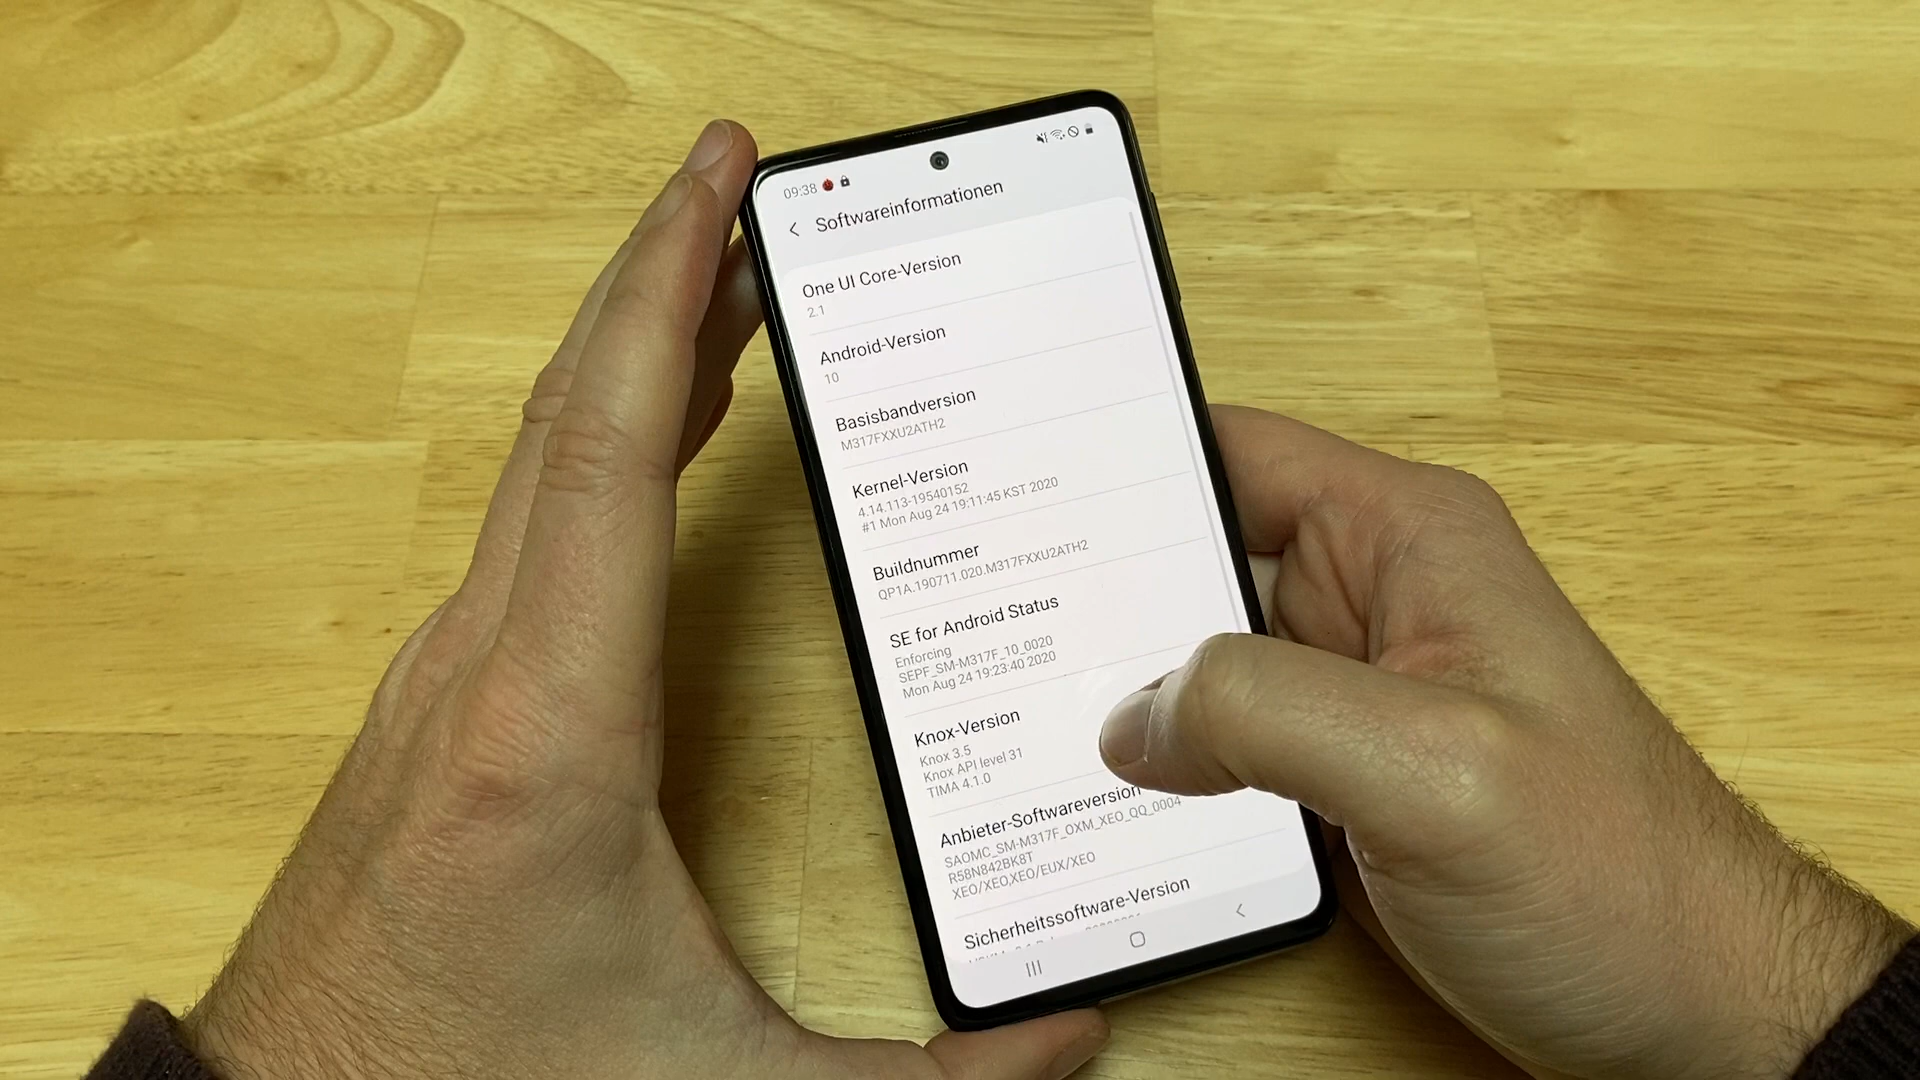 09:38
Softwareinformationen
One UI Core-Version
2.1
Android-Version
10
Basisbandversion
M317FXXU2ATH2
Kernel-Version
4.14.113-19540152
#1 Mon Aug 24 19:11:45 KST 2020
Buildnummer
QP1A.190711.020.M317FXXU2ATH2
SE for Android Status
Enforcing
SEPF_SM-M317F_10_0020
Mon Aug 24 19:23:40 2020
Knox-Version
Knox 3.5
Knox API level 31
TIMA 4.1.0
Anbieter-Softwareversion
SAOMC_SM-M317F_OXM_XEO_QQ_0004
R58N842BK8T
XEO/XEO,XEO/EUX/XEO
Sicherheitssoftware-Version